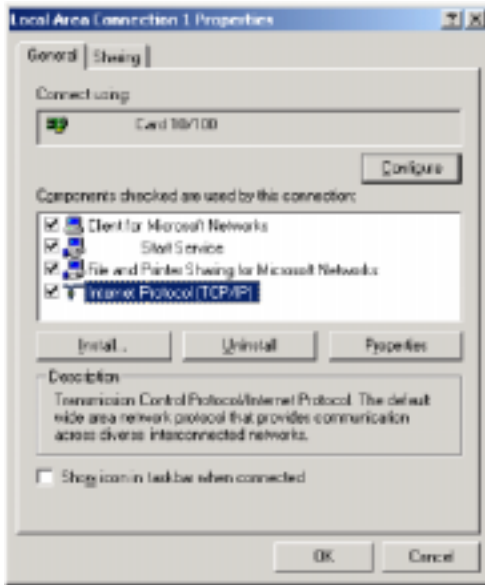 Local Area Connection 1 Properties
General
Sharing
Connect using:
Card 10/100
Configure
Components checked are used by this connection:
Client for Microsoft Networks
Start Service
File and Printer Sharing for Microsoft Networks
Internet Protocol (TCP/IP)
Install...
Uninstall
Properties
Description
Transmission Control Protocol/Internet Protocol. The default
wide area network protocol that provides communication
across diverse interconnected networks.
Show icon in taskbar when connected
OK
Cancel